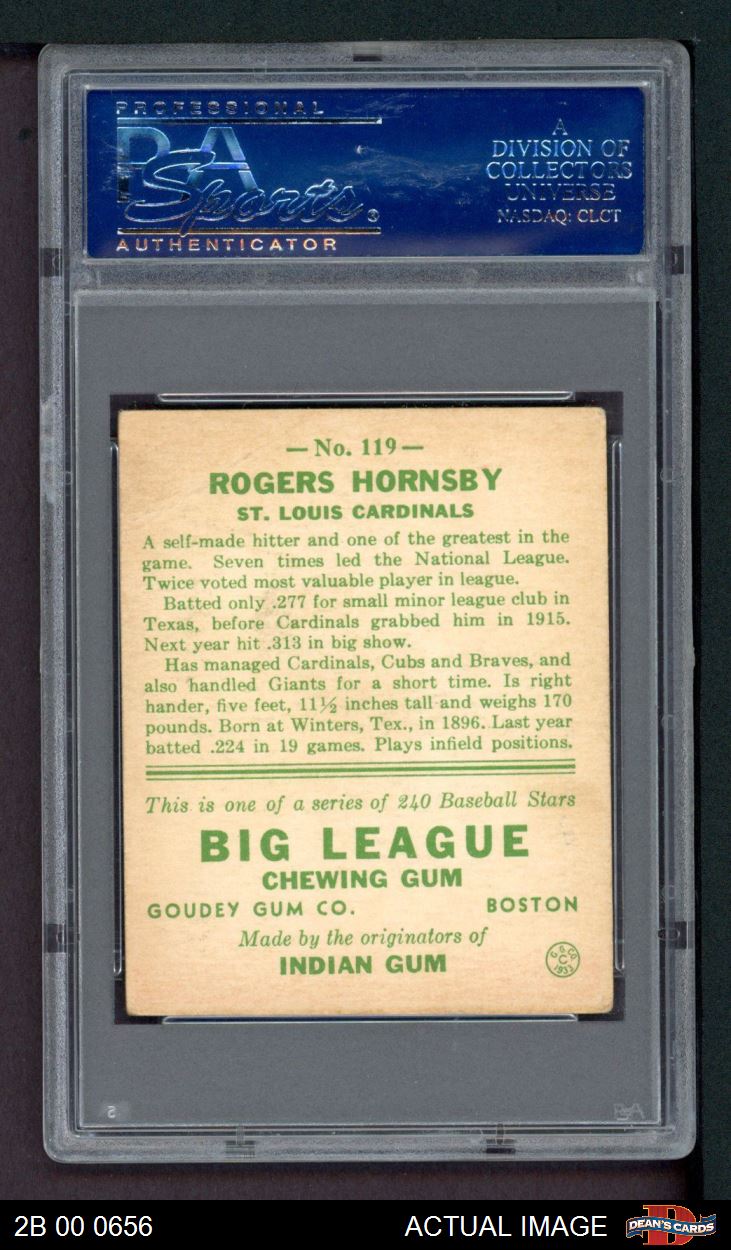 PROFESSIONAL
PSA
Sports®
AUTHENTICATOR
A
DIVISION OF
COLLECTORS
UNIVERSE
NASDAQ: CLCT
— No. 119 —
ROGERS HORNSBY
ST. LOUIS CARDINALS
A self-made hitter and one of the greatest in the
game. Seven times led the National League.
Twice voted most valuable player in league.
Batted only .277 for small minor league club in
Texas, before Cardinals grabbed him in 1915.
Next year hit .313 in big show.
Has managed Cardinals, Cubs and Braves, and
also handled Giants for a short time. Is right
hander, five feet, 11½ inches tall and weighs 170
pounds. Born at Winters, Tex., in 1896. Last year
batted .224 in 19 games. Plays infield positions.
This is one of a series of 240 Baseball Stars
BIG LEAGUE
CHEWING GUM
GOUDEY GUM CO. BOSTON
Made by the originators of
INDIAN GUM
G. G. CO.
C
1933
PSA
2B 00 0656 ACTUAL IMAGE
DEAN'S CARDS